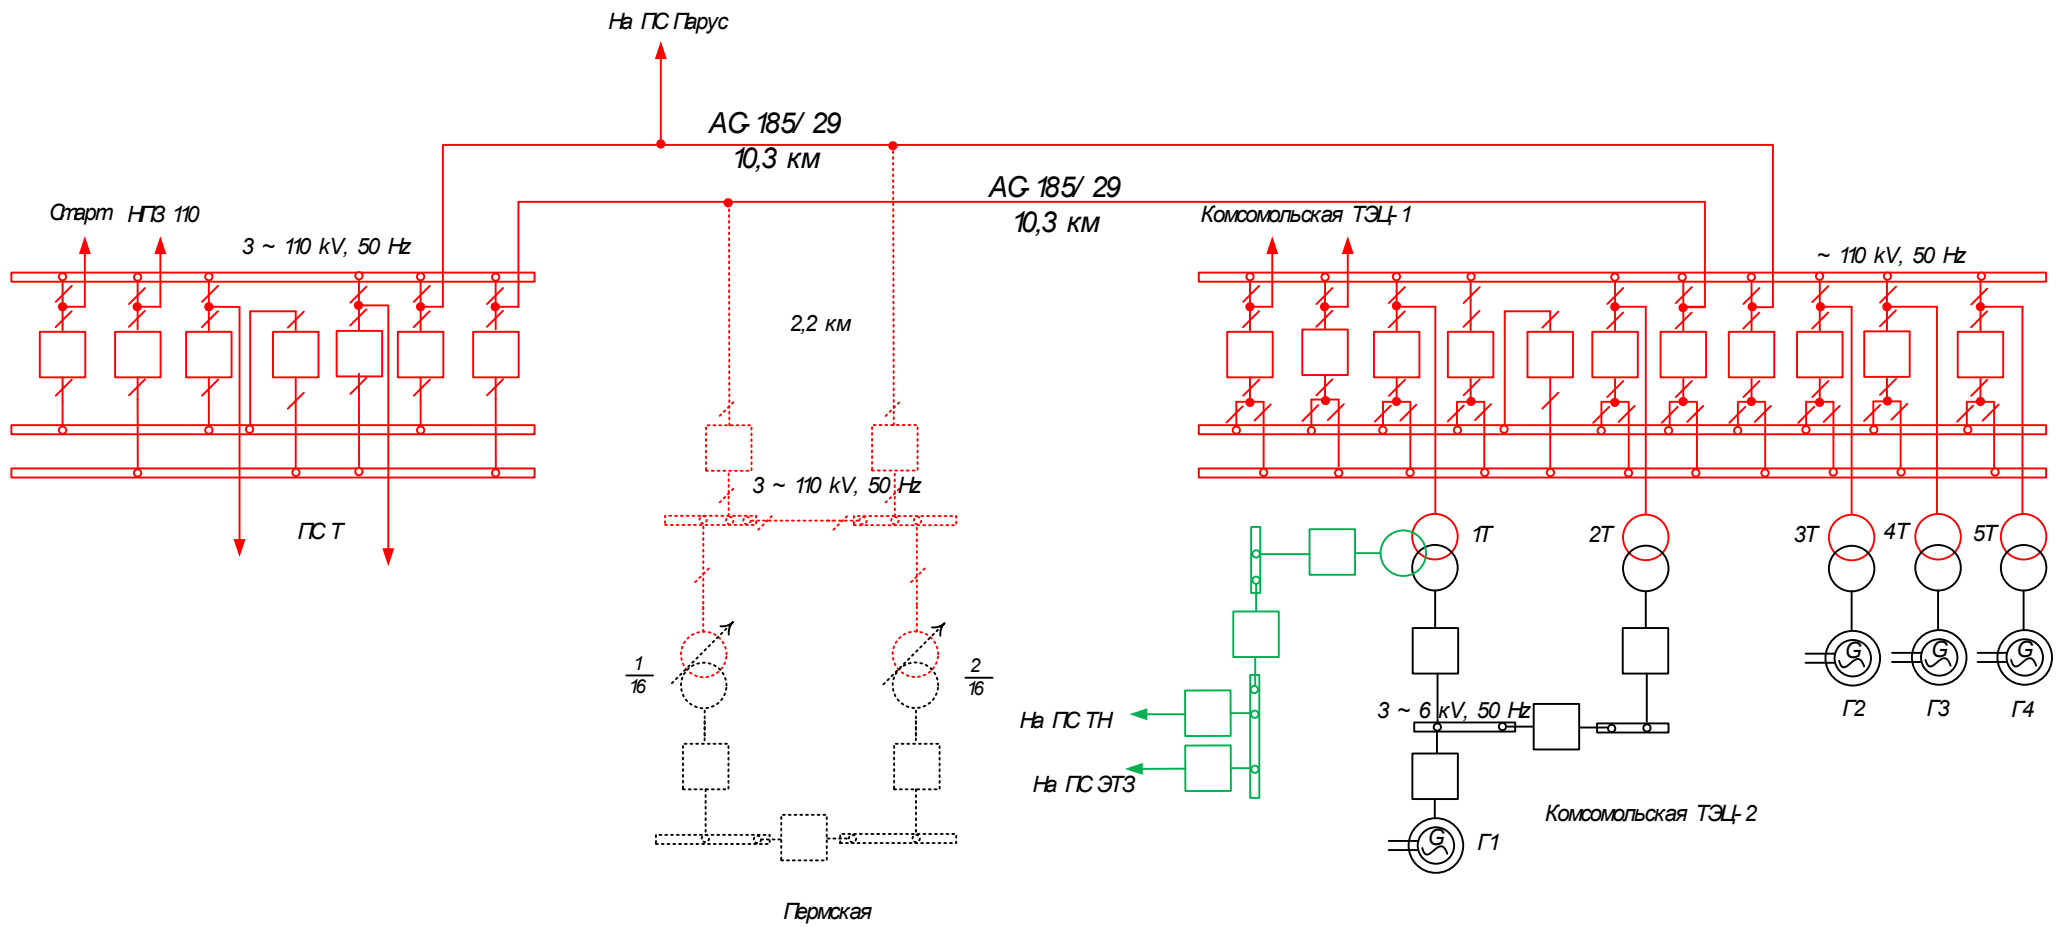 На ПС Парус
АС-185/29
10,3 км
АС-185/29
10,3 км
Старт НПЗ 110
3 ~ 110 kV, 50 Hz
Комсомольская ТЭЦ-1
~ 110 kV, 50 Hz
2,2 км
3 ~ 110 kV, 50 Hz
ПС Т
1Т
2Т
3Т
4Т
5Т
1
16
2
16
G
G
G
На ПС ТН
3 ~ 6 кV, 50 Hz
Г2
Г3
Г4
На ПС ЭТЗ
Комсомольская ТЭЦ-2
G
Г1
Пермская